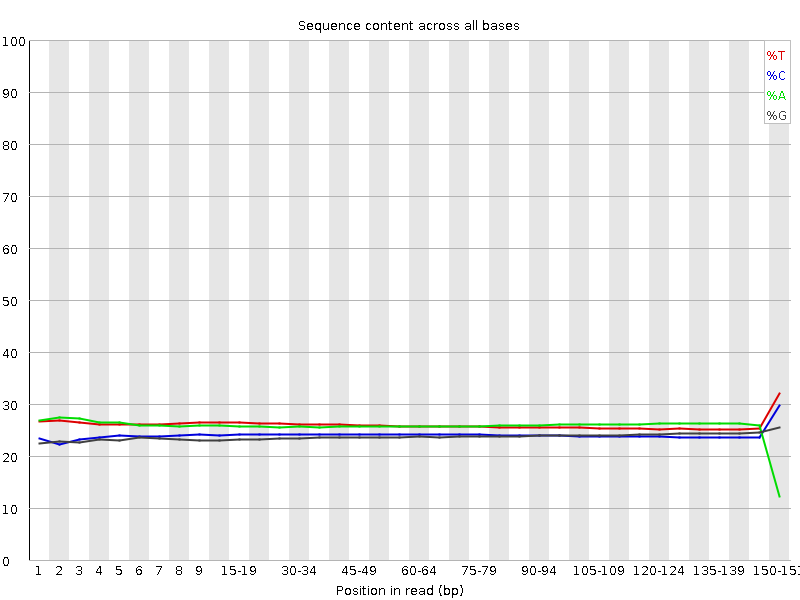 Sequence content across all bases
100
90
80
70
60
50
40
30
20
10
0
%T
%C
%A
%G
1 2 3 4 5 6 7 8 9 15-19 30-34 45-49 60-64 75-79 90-94 105-109 120-124 135-139 150-151
Position in read (bp)